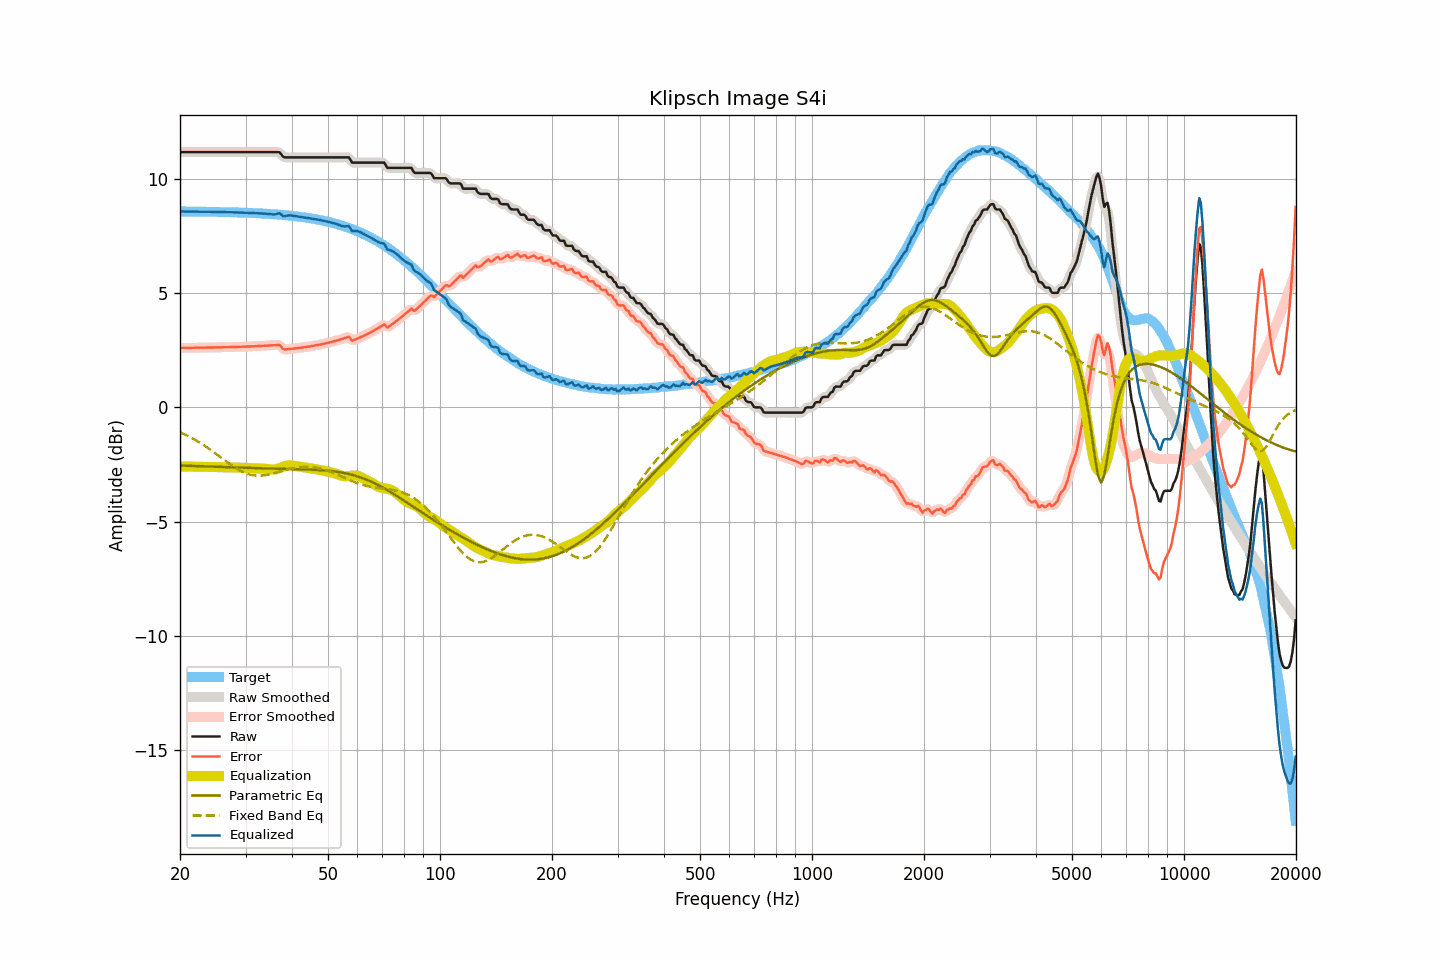 Klipsch Image S4i
Amplitude (dBr)
10
5
0
−5
−10
−15
Target
Raw Smoothed
Error Smoothed
Raw
Error
Equalization
Parametric Eq
Fixed Band Eq
Equalized
20 50 100 200 500 1000 2000 5000 10000 20000
Frequency (Hz)